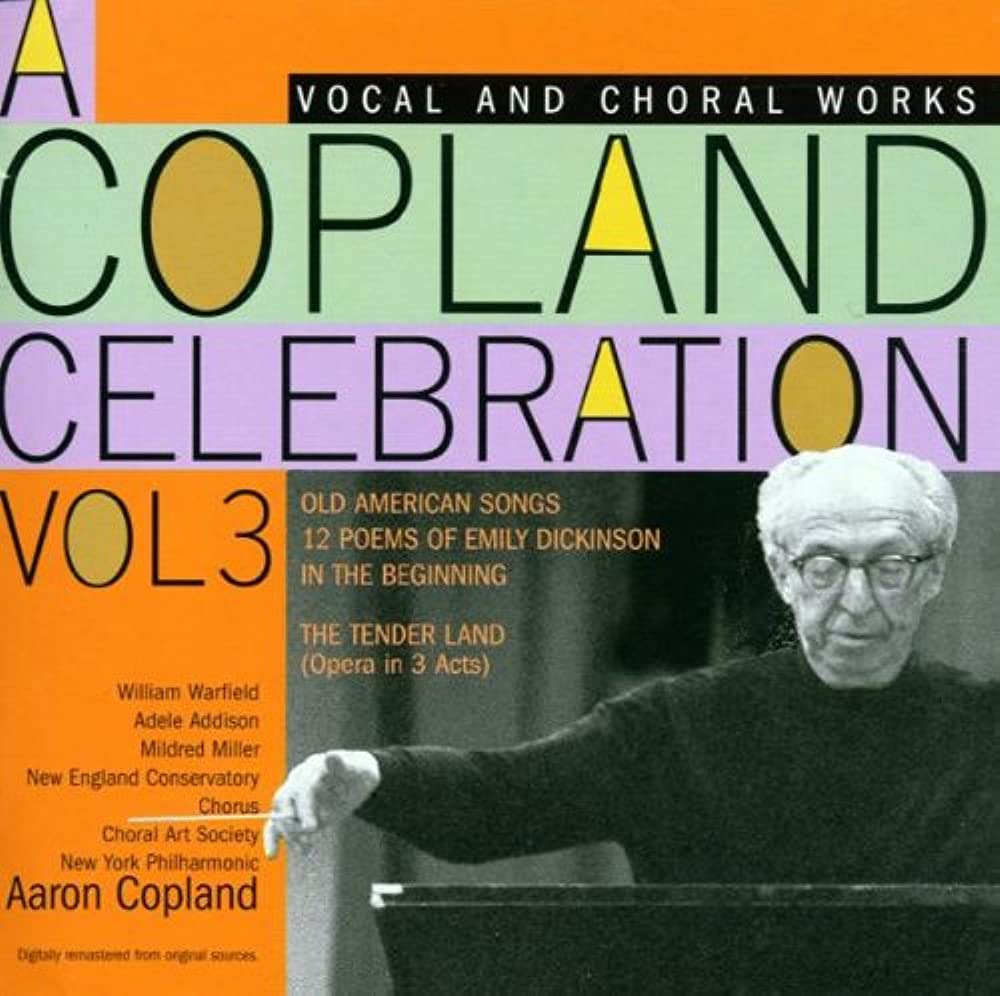 A
VOCAL AND CHORAL WORKS
COPLAND
CELEBRATION
VOL 3
OLD AMERICAN SONGS
12 POEMS OF EMILY DICKINSON
IN THE BEGINNING
THE TENDER LAND
(Opera in 3 Acts)
William Warfield
Adele Addison
Mildred Miller
New England Conservatory
Chorus
Choral Art Society
New York Philharmonic
Aaron Copland
Digitally remastered from original sources.